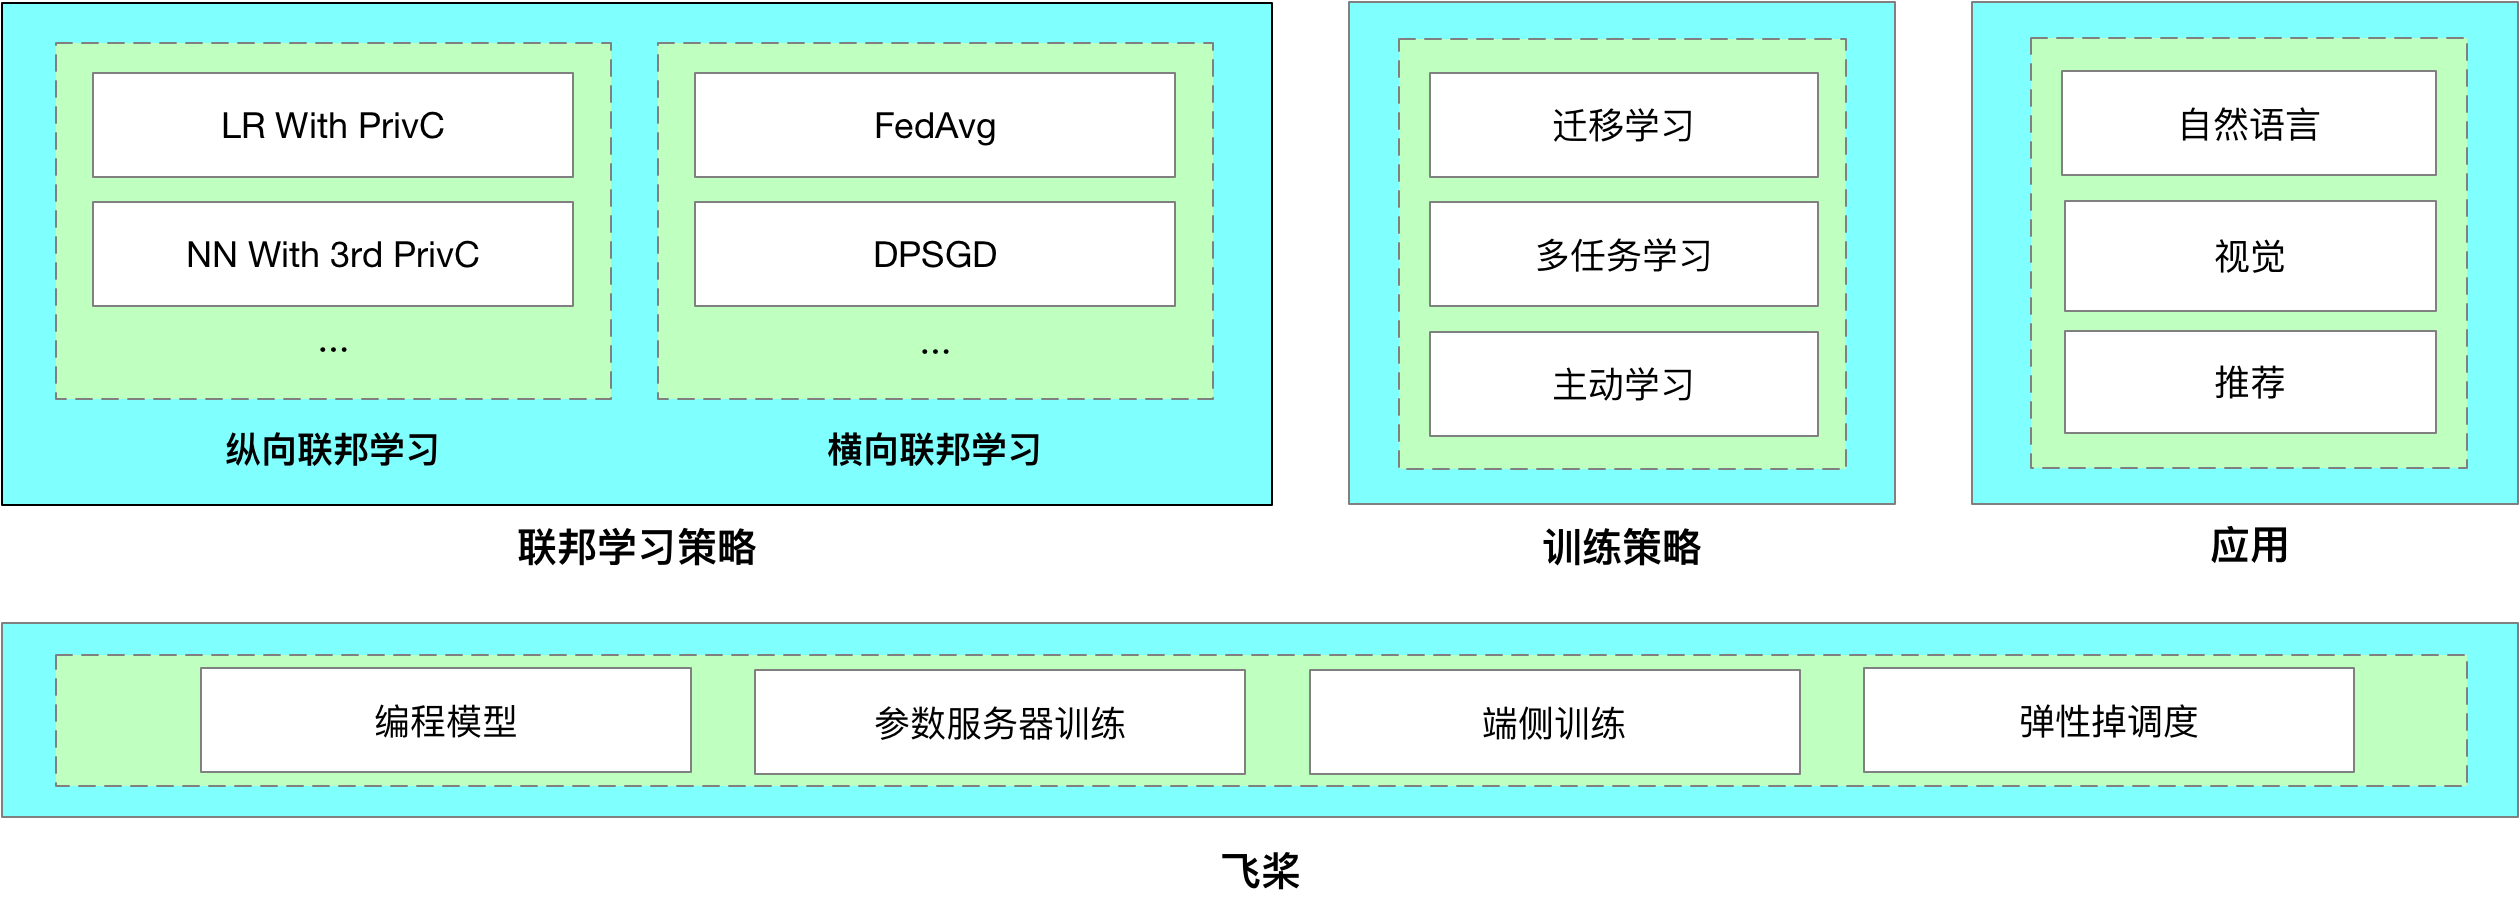 LR With PrivC
NN With 3rd PrivC
...
纵向联邦学习
FedAvg
DPSGD
...
横向联邦学习
联邦学习策略
迁移学习
多任务学习
主动学习
训练策略
自然语言
视觉
推荐
应用
编程模型
参数服务器训练
端侧训练
弹性掉调度
飞桨